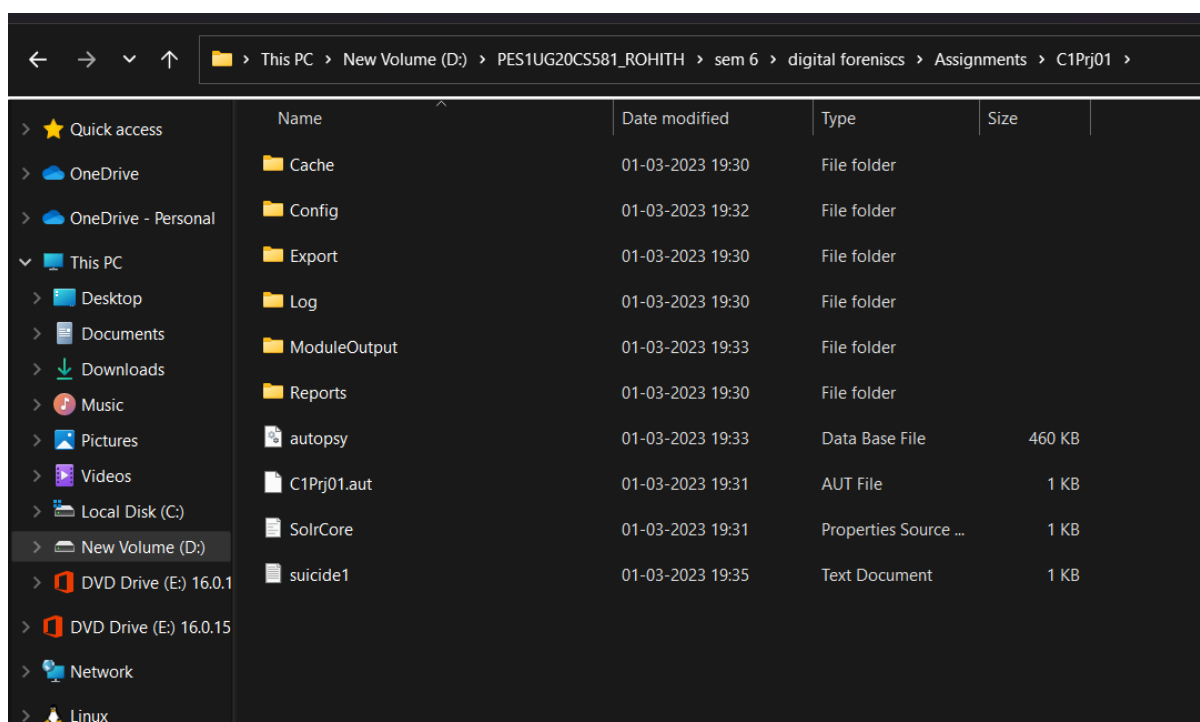 This PC > New Volume (D:) > PES1UG20CS581_ROHITH > sem 6 > digital foreniscs > Assignments > C1Prj01 >
Name Date modified Type Size
Quick access
OneDrive
OneDrive - Personal
This PC
Desktop
Documents
Downloads
Music
Pictures
Videos
Local Disk (C:)
New Volume (D:)
DVD Drive (E:) 16.0.1
DVD Drive (E:) 16.0.15
Network
Linux
Cache 01-03-2023 19:30 File folder
Config 01-03-2023 19:32 File folder
Export 01-03-2023 19:30 File folder
Log 01-03-2023 19:30 File folder
ModuleOutput 01-03-2023 19:33 File folder
Reports 01-03-2023 19:30 File folder
autopsy 01-03-2023 19:33 Data Base File 460 KB
C1Prj01.aut 01-03-2023 19:31 AUT File 1 KB
SolrCore 01-03-2023 19:31 Properties Source ... 1 KB
suicide1 01-03-2023 19:35 Text Document 1 KB